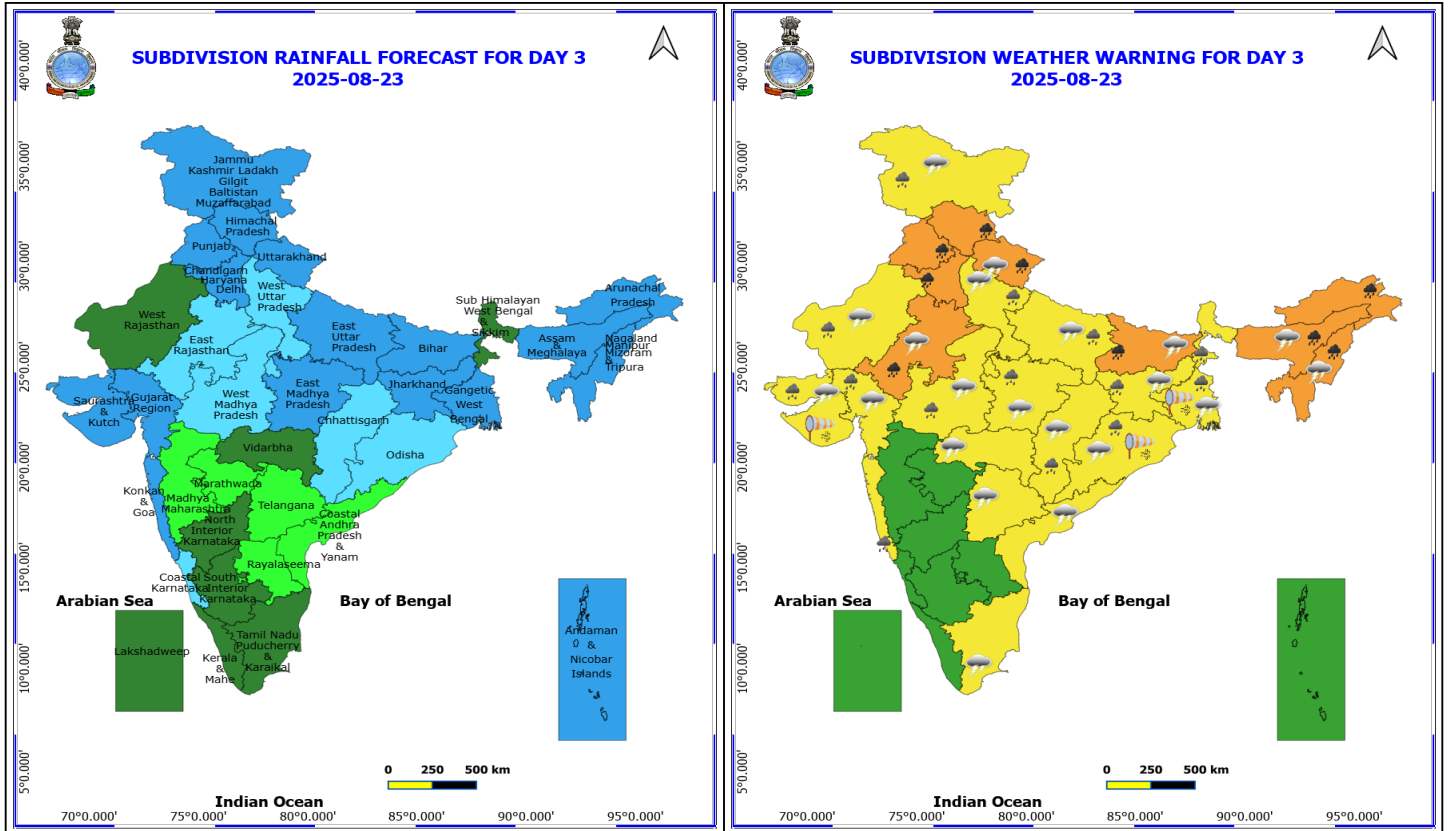 SUBDIVISION RAINFALL FORECAST FOR DAY 3
2025-08-23
40°0.000'
35°0.000'
30°0.000'
25°0.000'
20°0.000'
15°0.000'
10°0.000'
5°0.000'
Jammu
Kashmir Ladakh
Gilgit
Baltistan
Muzaffarabad
Himachal
Pradesh
Punjab
Uttarakhand
Chandigarh
Haryana
Delhi
West
Uttar
Pradesh
West
Rajasthan
East
Rajasthan
East
Uttar
Pradesh
Bihar
Sub Himalayan
West Bengal
&
Sikkim
Arunachal
Pradesh
Assam
&
Meghalaya
Nagaland
Manipur
Mizoram
&
Tripura
Saurashtra
&
Kutch
Gujarat
Region
West
Madhya
Pradesh
East
Madhya
Pradesh
Jharkhand
Gangetic
West
Bengal
Chhattisgarh
Odisha
Vidarbha
Konkan
&
Goa
Madhya
Maharashtra
Marathwada
Telangana
North
Interior
Karnataka
Coastal
Andhra
Pradesh
&
Yanam
Rayalaseema
Coastal
Karnataka
South
Interior
Karnataka
Arabian Sea
Bay of Bengal
Lakshadweep
Kerala
&
Mahe
Tamil Nadu
Puducherry
&
Karaikal
Andaman
&
Nicobar
Islands
0 250 500 km
Indian Ocean
70°0.000' 75°0.000' 80°0.000' 85°0.000' 90°0.000' 95°0.000'
SUBDIVISION WEATHER WARNING FOR DAY 3
2025-08-23
40°0.000'
35°0.000'
30°0.000'
25°0.000'
20°0.000'
15°0.000'
10°0.000'
5°0.000'
Arabian Sea
Bay of Bengal
0 250 500 km
Indian Ocean
70°0.000' 75°0.000' 80°0.000' 85°0.000' 90°0.000' 95°0.000'